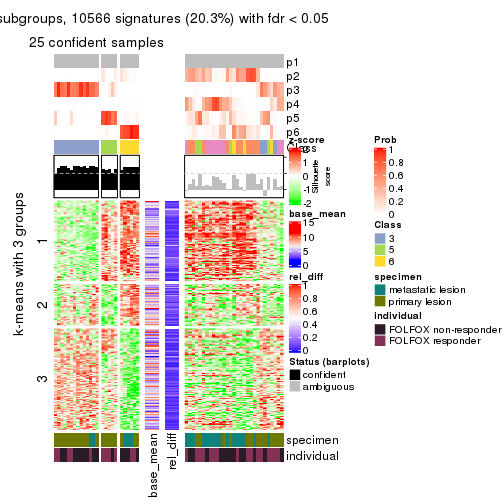 subgroups, 10566 signatures (20.3%) with fdr < 0.05
25 confident samples
p1
p2
p3
p4
p5
p6
Class
Silhouette
score
k-means with 3 groups
1
2
3
base_mean
rel_diff
specimen
individual
z-score
2
1
0
-1
-2
base_mean
15
10
5
0
rel_diff
1
0.8
0.6
0.4
0.2
0
Status (barplots)
confident
ambiguous
Prob
1
0.8
0.6
0.4
0.2
0
Class
3
5
6
specimen
metastatic lesion
primary lesion
individual
FOLFOX non-responder
FOLFOX responder